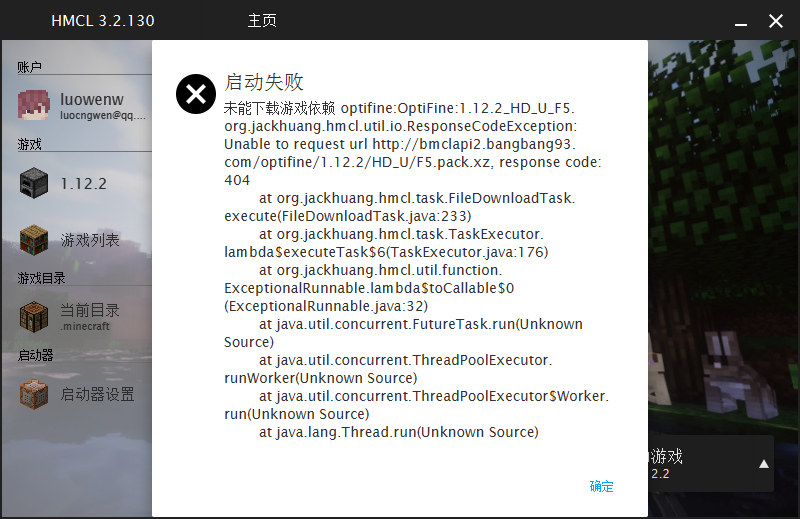 HMCL 3.2.130
主页
账户
luowenw
luocngwen@qq....
游戏
1.12.2
游戏列表
游戏目录
当前目录
.minecraft
启动器
启动器设置
启动失败
未能下载游戏依赖 optifine:OptiFine:1.12.2_HD_U_F5.
org.jackhuang.hmcl.util.io.ResponseCodeException:
Unable to request url http://bmclapi2.bangbang93.
com/optifine/1.12.2/HD_U/F5.pack.xz, response code:
404
at org.jackhuang.hmcl.task.FileDownloadTask.
execute(FileDownloadTask.java:233)
at org.jackhuang.hmcl.task.TaskExecutor.
lambda$executeTask$6(TaskExecutor.java:176)
at org.jackhuang.hmcl.util.function.
ExceptionalRunnable.lambda$toCallable$0
(ExceptionalRunnable.java:32)
at java.util.concurrent.FutureTask.run(Unknown
Source)
at java.util.concurrent.ThreadPoolExecutor.
runWorker(Unknown Source)
at java.util.concurrent.ThreadPoolExecutor$Worker.
run(Unknown Source)
at java.lang.Thread.run(Unknown Source)
确定
游戏
2.2